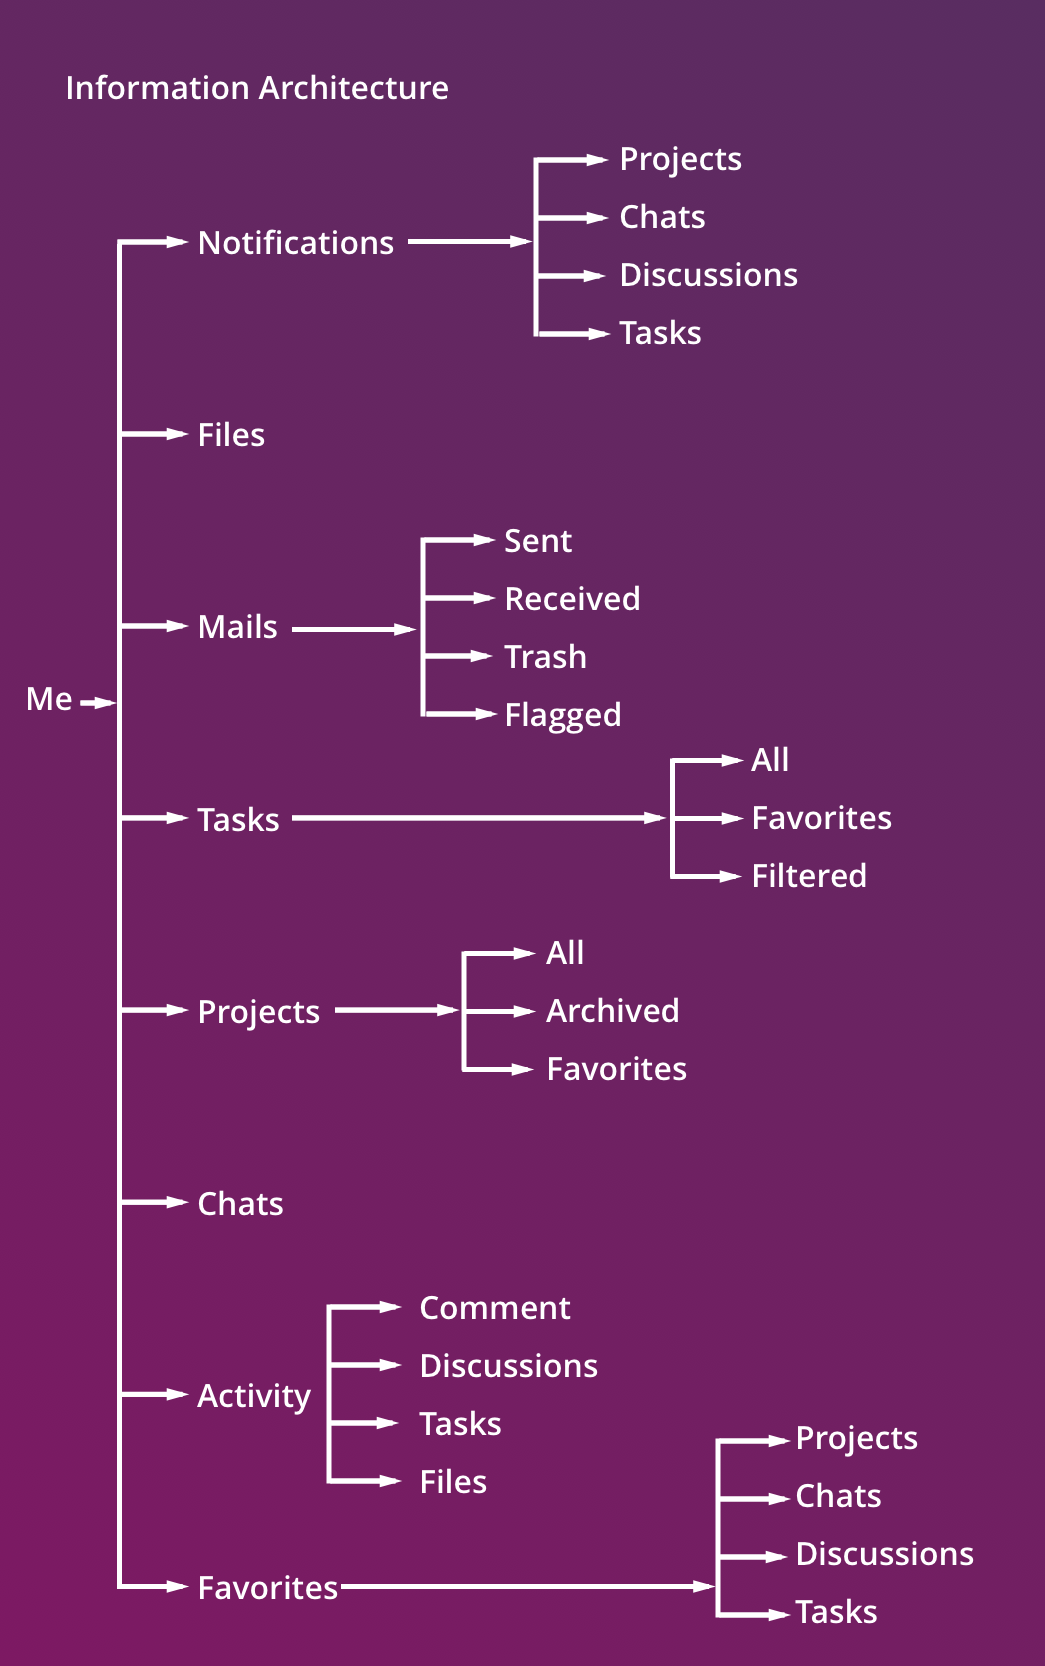 Information Architecture
Me
Notifications
Projects
Chats
Discussions
Tasks
Files
Mails
Sent
Received
Trash
Flagged
Tasks
All
Favorites
Filtered
Projects
All
Archived
Favorites
Chats
Activity
Comment
Discussions
Tasks
Files
Favorites
Projects
Chats
Discussions
Tasks